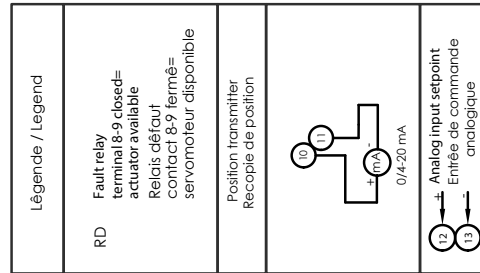 Légende / Legend
RD
Fault relay
terminal 8-9 closed=
actuator available
Relais défaut
contact 8-9 fermé=
servomoteur disponible
Position transmitter
Recopie de position
10
11
+ mA -
0/4-20 mA
12
+
Analog input setpoint
Entrée de commande
analogique
13
-